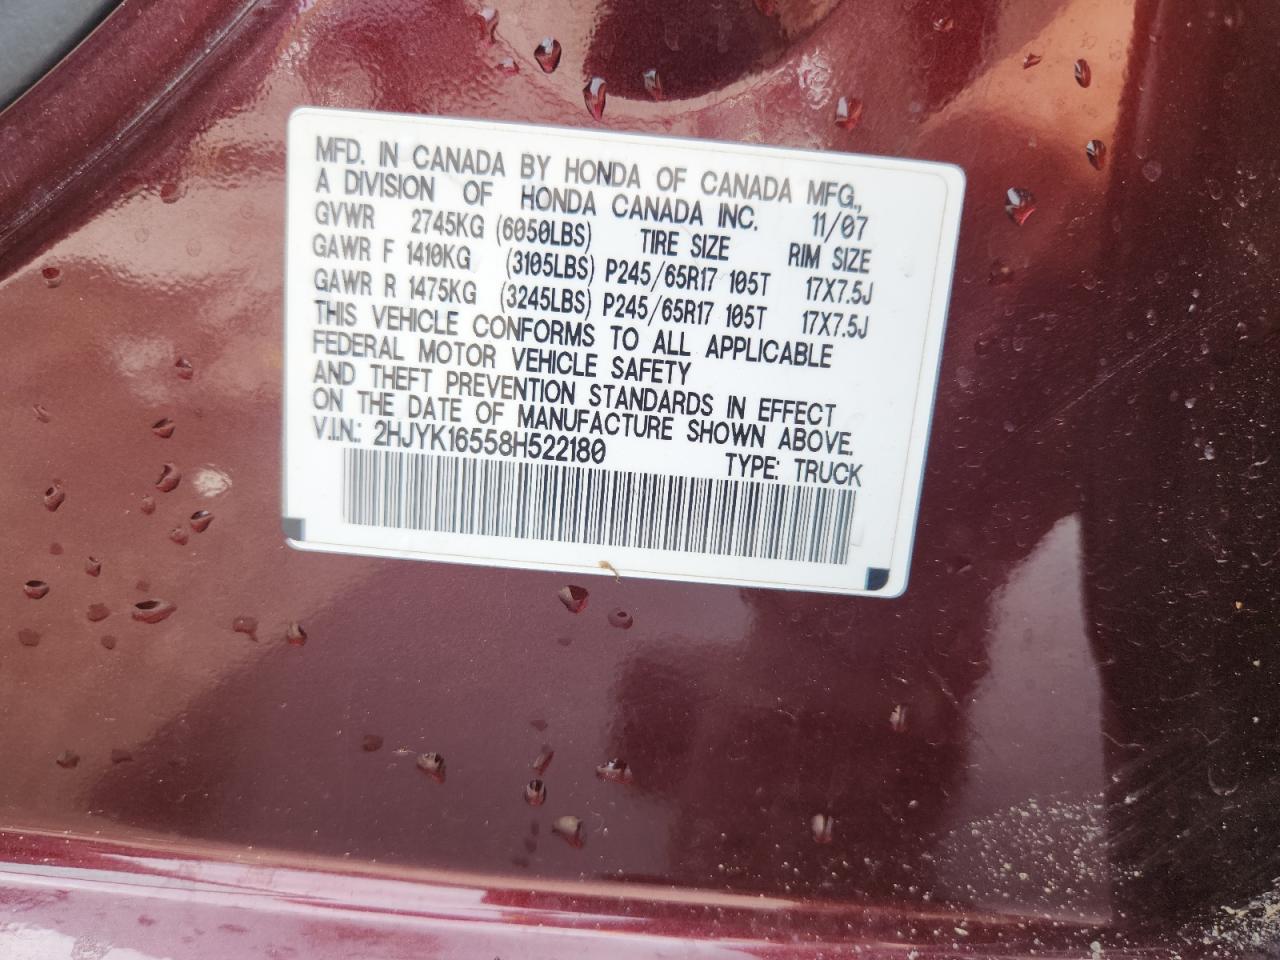 MFD. IN CANADA BY HONDA OF CANADA MFG.,
A DIVISION OF HONDA CANADA INC. 11/07
GVWR 2745KG (6050LBS) TIRE SIZE RIM SIZE
GAWR F 1410KG (3105LBS) P245/65R17 105T 17X7.5J
GAWR R 1475KG (3245LBS) P245/65R17 105T 17X7.5J
THIS VEHICLE CONFORMS TO ALL APPLICABLE
FEDERAL MOTOR VEHICLE SAFETY
AND THEFT PREVENTION STANDARDS IN EFFECT
ON THE DATE OF MANUFACTURE SHOWN ABOVE.
V.I.N.: 2HJYK16558H522180 TYPE: TRUCK